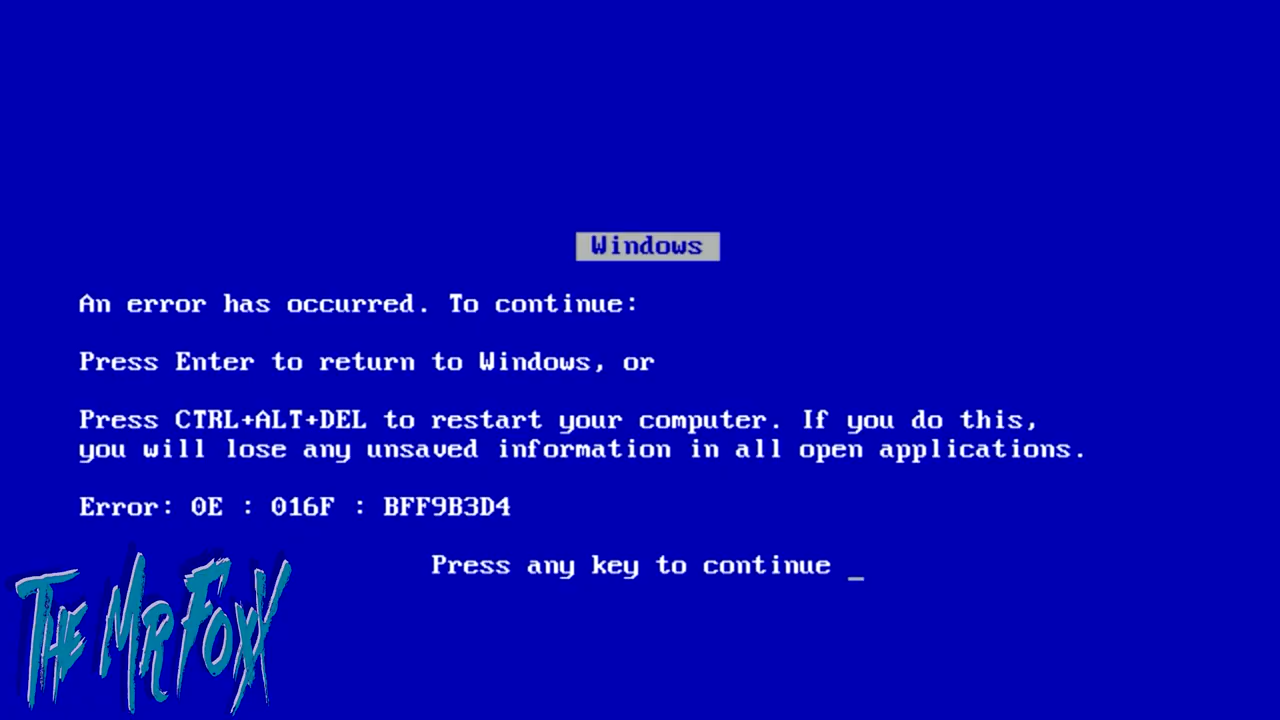 Windows
An error has occurred. To continue:
Press Enter to return to Windows, or
Press CTRL+ALT+DEL to restart your computer. If you do this,
you will lose any unsaved information in all open applications.
Error: 0E : 016F : BFF9B3D4
Press any key to continue _
THE MR FOXX